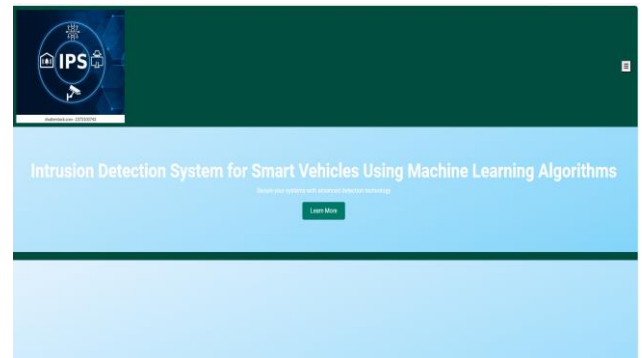 IPS
shutterstock.com · 2373303793
Intrusion Detection System for Smart Vehicles Using Machine Learning Algorithms
Secure your systems with advanced detection technology
Learn More